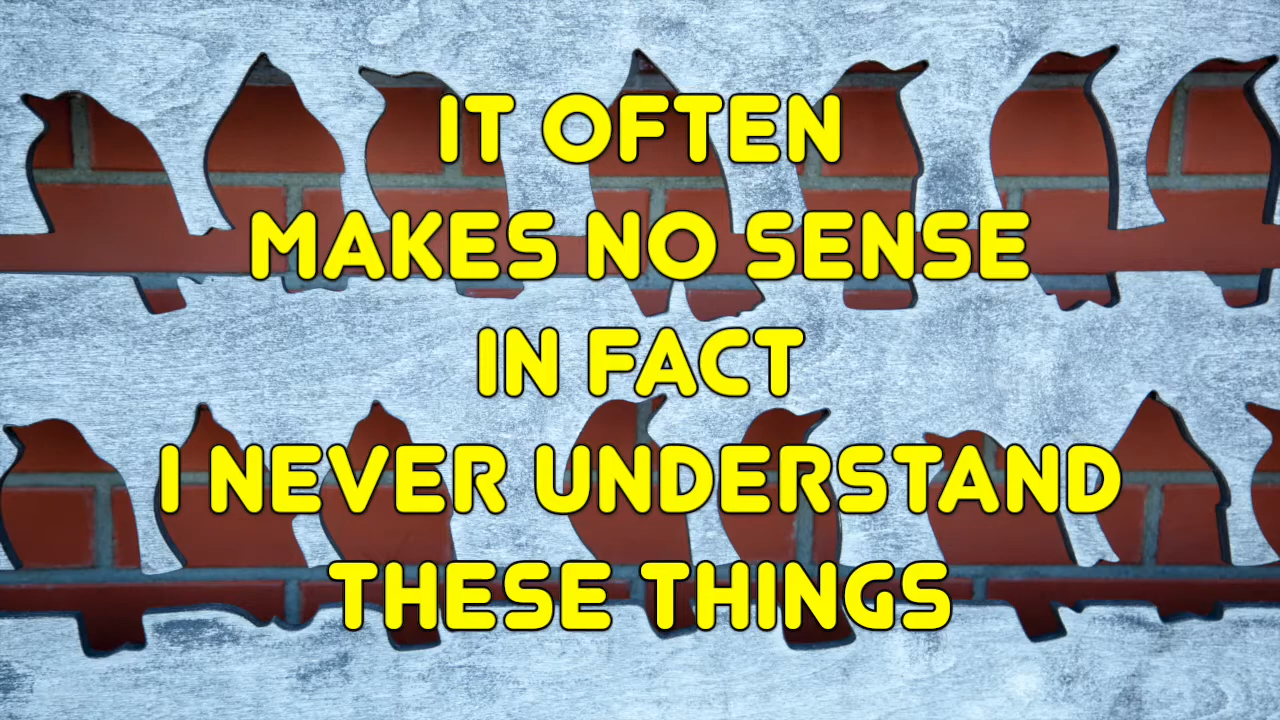 IT OFTEN
MAKES NO SENSE
IN FACT
I NEVER UNDERSTAND
THESE THINGS